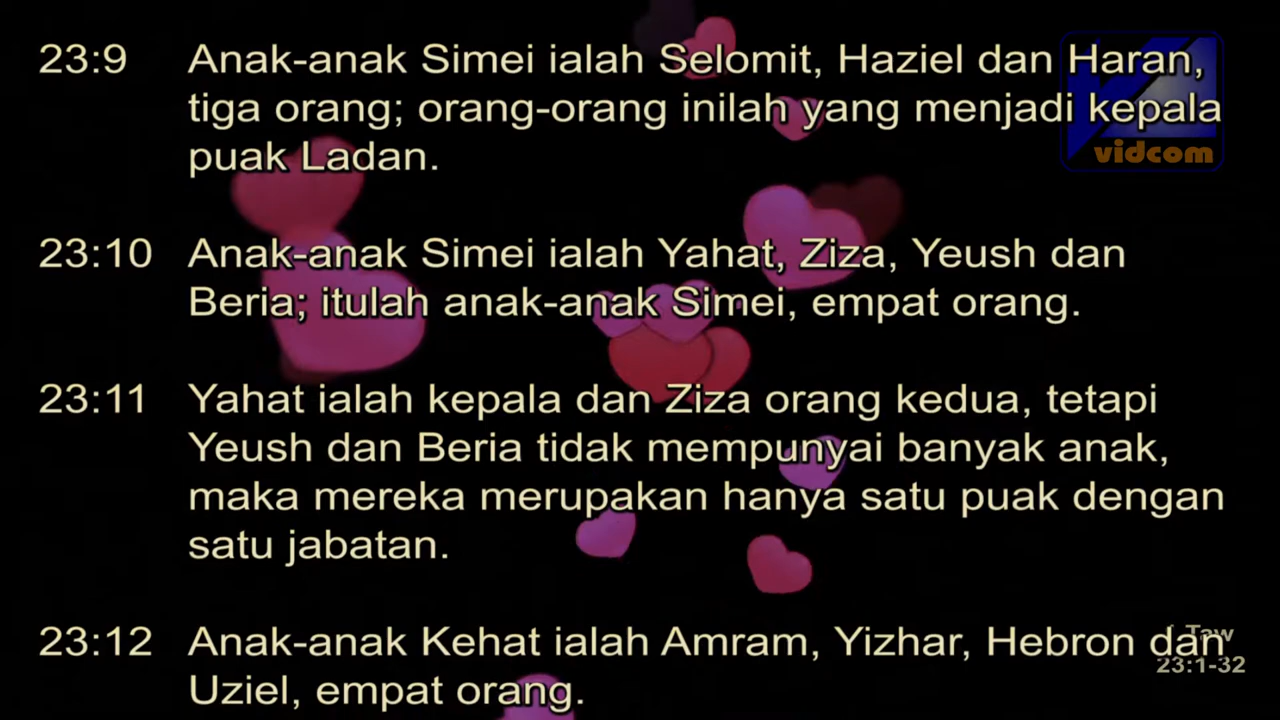 23:9 Anak-anak Simei ialah Selomit, Haziel dan Haran,
tiga orang; orang-orang inilah yang menjadi kepala
puak Ladan.
vidcom
23:10 Anak-anak Simei ialah Yahat, Ziza, Yeush dan
Beria; itulah anak-anak Simei, empat orang.
23:11 Yahat ialah kepala dan Ziza orang kedua, tetapi
Yeush dan Beria tidak mempunyai banyak anak,
maka mereka merupakan hanya satu puak dengan
satu jabatan.
23:12 Anak-anak Kehat ialah Amram, Yizhar, Hebron dan
Uziel, empat orang.
Taw
23:1-32